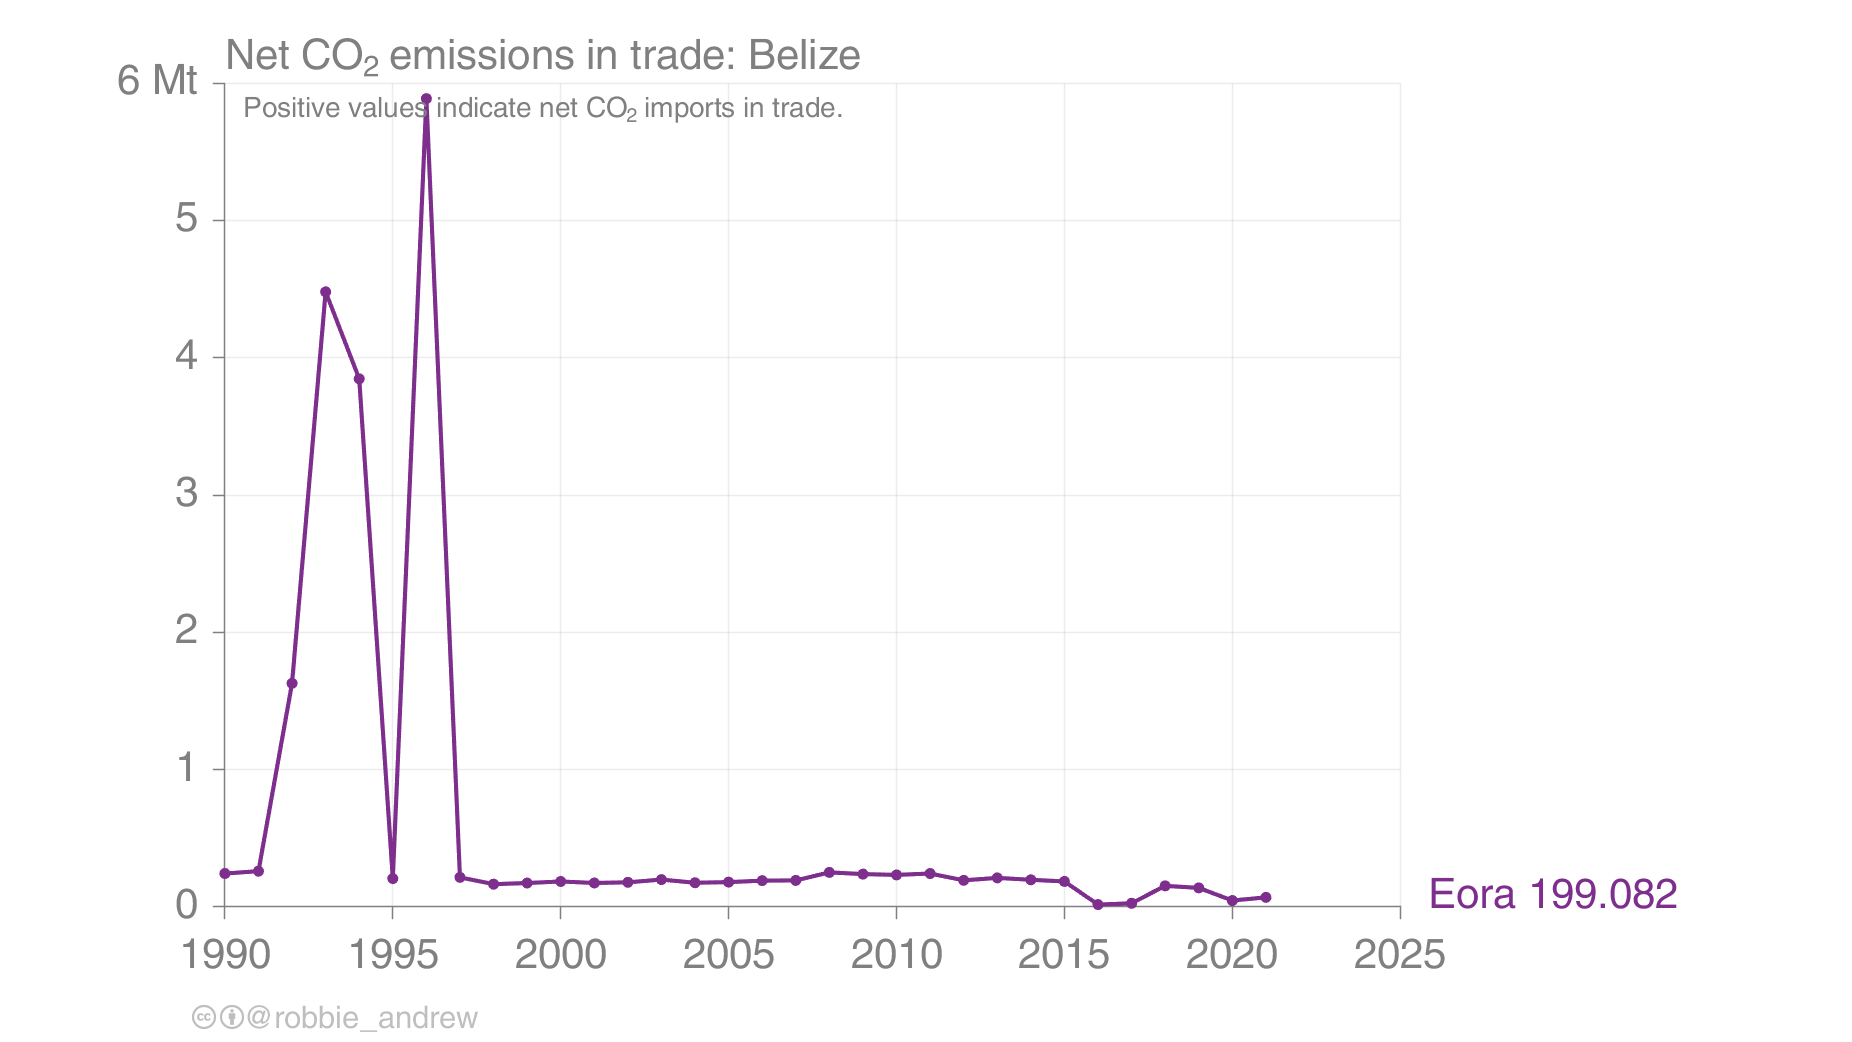 Net CO₂ emissions in trade: Belize
6 Mt
Positive values indicate net CO₂ imports in trade.
5
4
3
2
1
0
Eora 199.082
1990 1995 2000 2005 2010 2015 2020 2025
@robbie_andrew